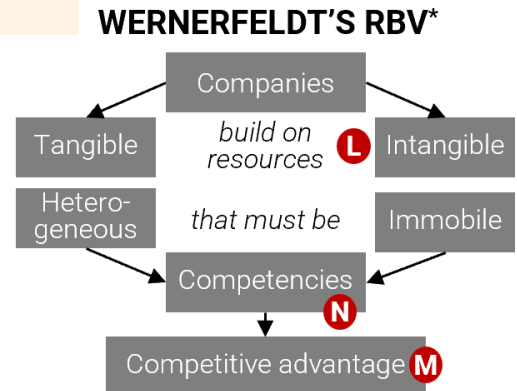 WERNERFELDT'S RBV*
Companies
Tangible
build on
resources
L
Intangible
Hetero-
geneous
that must be
Immobile
Competencies
N
Competitive advantage
M